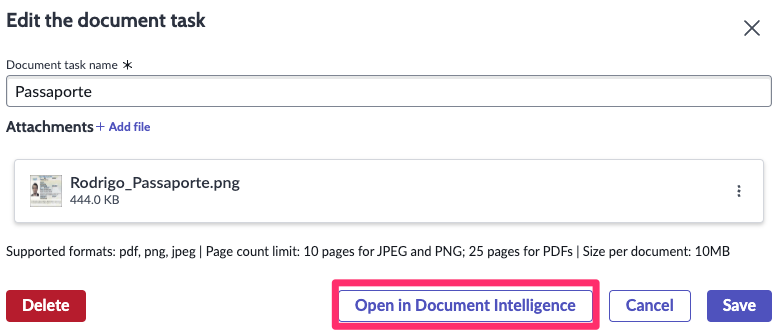 Edit the document task
Document task name *
Passaporte
Attachments + Add file
Rodrigo_Passaporte.png
444.0 KB
Supported formats: pdf, png, jpeg | Page count limit: 10 pages for JPEG and PNG; 25 pages for PDFs | Size per document: 10MB
Delete
Open in Document Intelligence
Cancel
Save